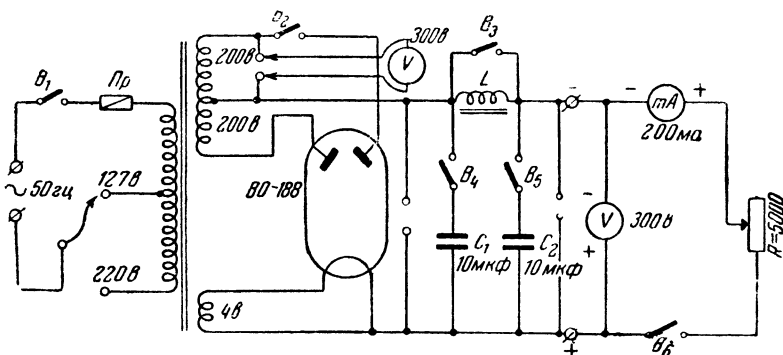 В₁
Пр
~50гц
127в
220в
200в
200в
4в
В₂
300в
V
ВО-188
В₃
L
В₄
В₅
C₁
10мкф
C₂
10мкф
-
+
-
+
V
300в
-
mA
+
200ма
R=5000
В₆